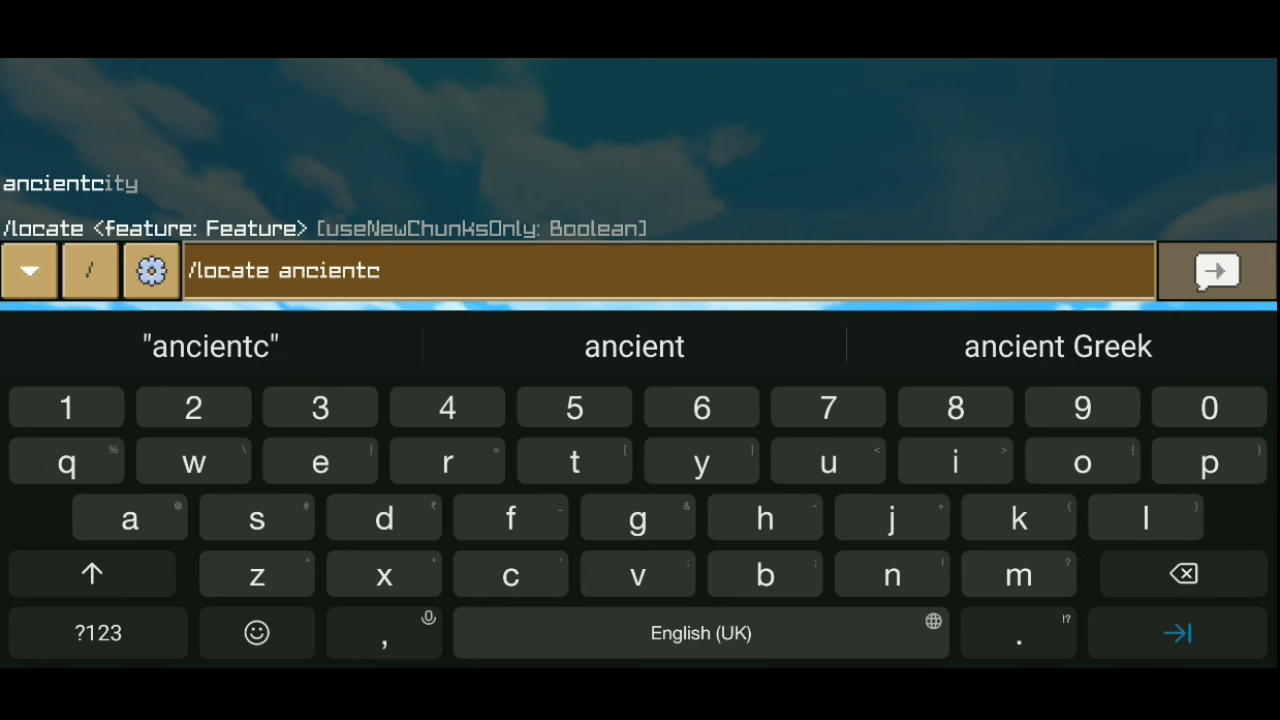 ancientcity
/locate <feature: Feature> [useNewChunksOnly: Boolean]
/ /locate ancientc
"ancientc" ancient ancient Greek
1 2 3 4 5 6 7 8 9 0
q % w \ e | r = t [ y ] u < i > o { p }
a @ s # d ₹ f _ g & h - j + k ( l )
z * x " c ' v : b ; n ! m ?
?123 , English (UK) . !?